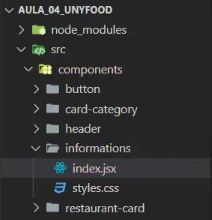 AULA_04_UNYFOOD
node_modules
src
components
button
card-category
header
informations
index.jsx
styles.css
restaurant-card